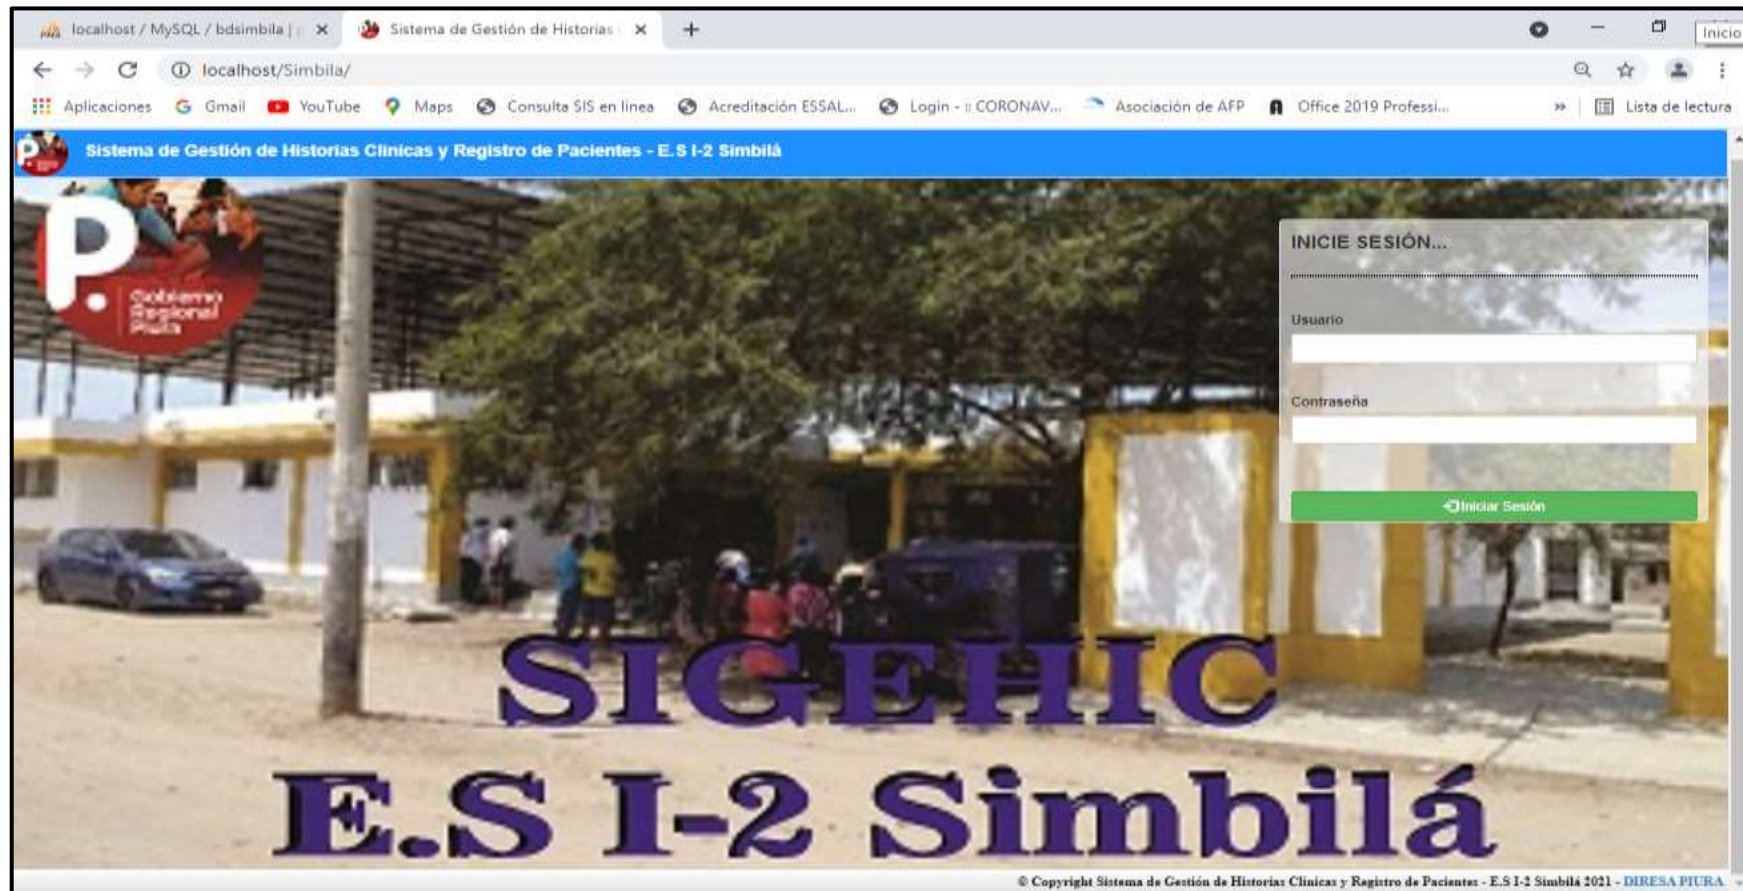 localhost / MySQL / bdsimbila |
Sistema de Gestión de Historias
Inicio
localhost/Simbila/
Aplicaciones
Gmail
YouTube
Maps
Consulta SIS en linea
Acreditación ESSAL...
Login - :: CORONAV...
Asociación de AFP
Office 2019 Professi...
»
Lista de lectura
Sistema de Gestión de Historias Clinicas y Registro de Pacientes - E.S I-2 Simbilá
P.
Gobierno
Regional
Piura
INICIE SESIÓN...
Usuario
Contraseña
Iniciar Sesión
SIGEHIC
E.S I-2 Simbilá
© Copyright Sistema de Gestión de Historias Clinicas y Registro de Pacientes - E.S I-2 Simbilá 2021 - DIRESA PIURA